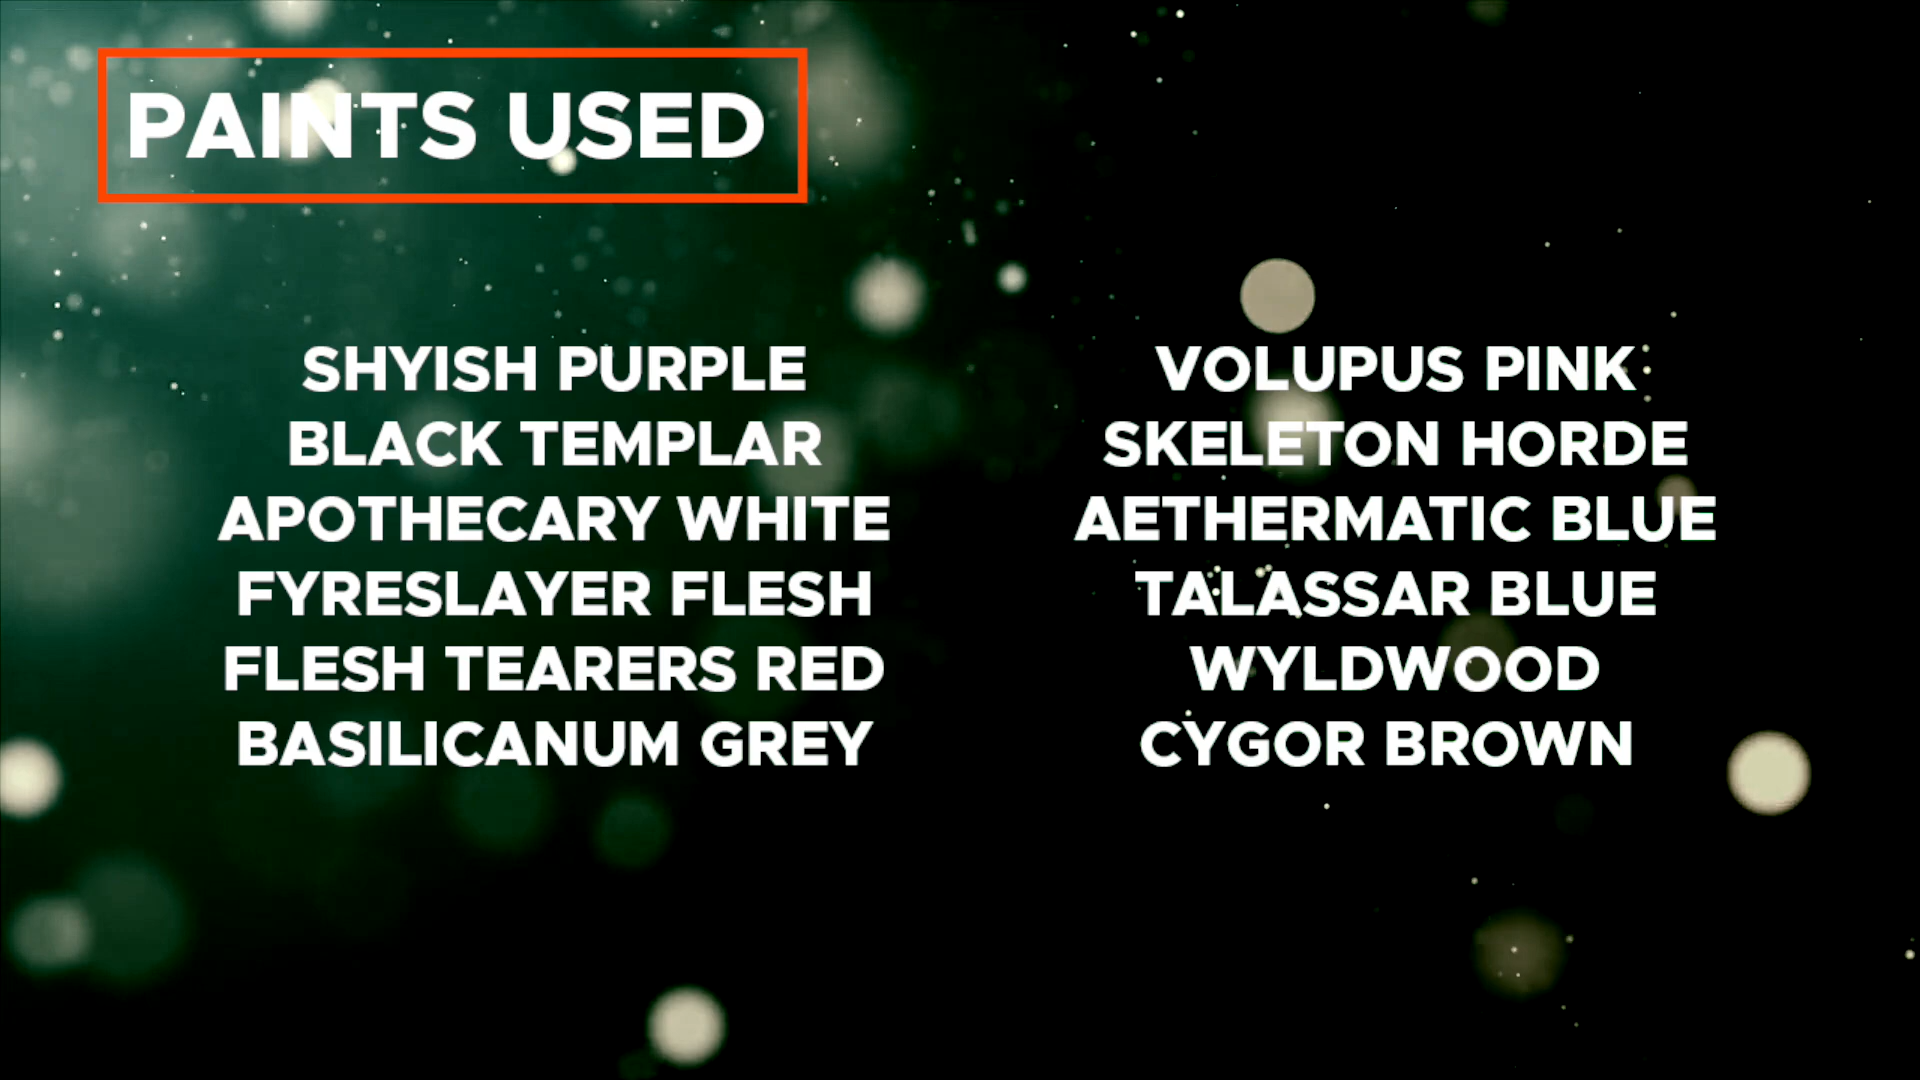 PAINTS USED
SHYISH PURPLE
BLACK TEMPLAR
APOTHECARY WHITE
FYRESLAYER FLESH
FLESH TEARERS RED
BASILICANUM GREY
VOLUPUS PINK
SKELETON HORDE
AETHERMATIC BLUE
TALASSAR BLUE
WYLDWOOD
CYGOR BROWN